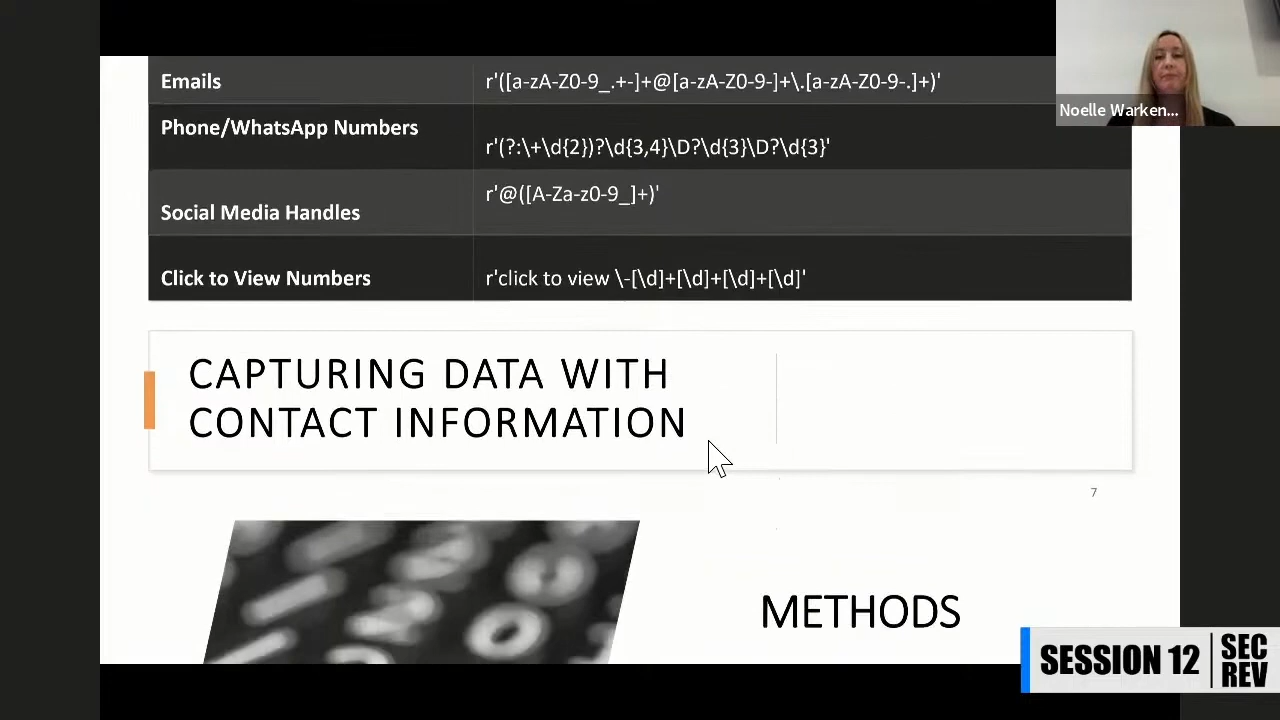 Emails r'([a-zA-Z0-9_.+-]+@[a-zA-Z0-9-]+\.[a-zA-Z0-9-.]+)'
Phone/WhatsApp Numbers r'(?:\+\d{2})?\d{3,4}\D?\d{3}\D?\d{3}'
Social Media Handles r'@([A-Za-z0-9_]+)'
Click to View Numbers r'click to view \-[\d]+[\d]+[\d]+[\d]'
CAPTURING DATA WITH
CONTACT INFORMATION
7
METHODS
Noelle Warken...
SESSION 12
SEC
REV